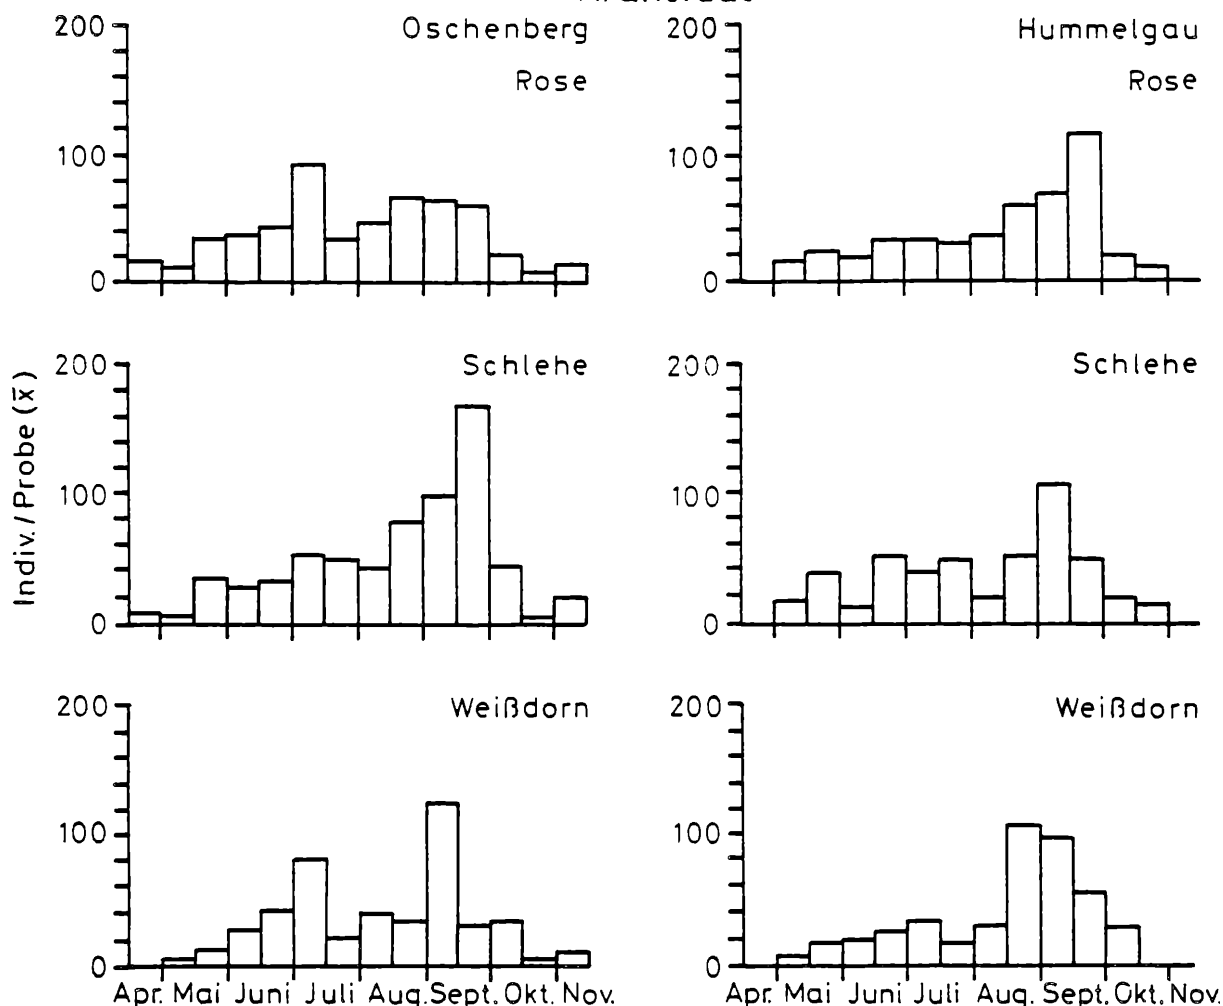 200 Oschenberg
Rose
100
0
200 Hummelgau
Rose
100
0
Indiv./Probe (x̄)
200 Schlehe
100
0
200 Schlehe
100
0
200 Weißdorn
100
0
Apr. Mai Juni Juli Aug. Sept. Okt. Nov.
200 Weißdorn
100
0
Apr. Mai Juni Juli Aug. Sept. Okt. Nov.